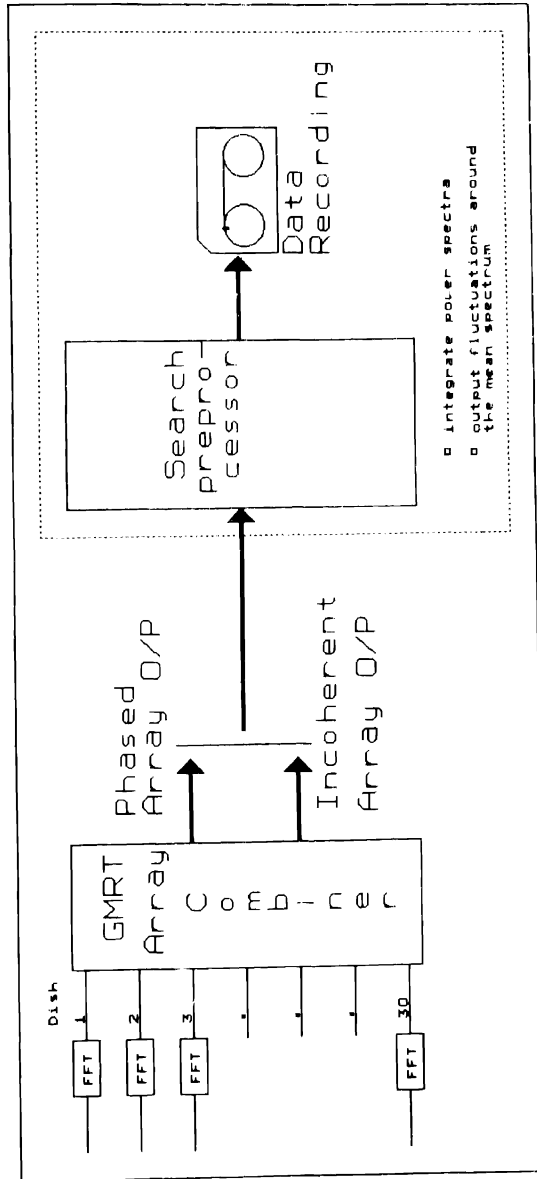 Dish
FFT
1
FFT
2
FFT
3
FFT
30
GMRT
Array
Combiner
Phased
Array O/P
Incoherent
Array O/P
Search
prepro-
cessor
Data
Recording
▫ integrate power spectra
▫ output fluctuations around
the mean spectrum